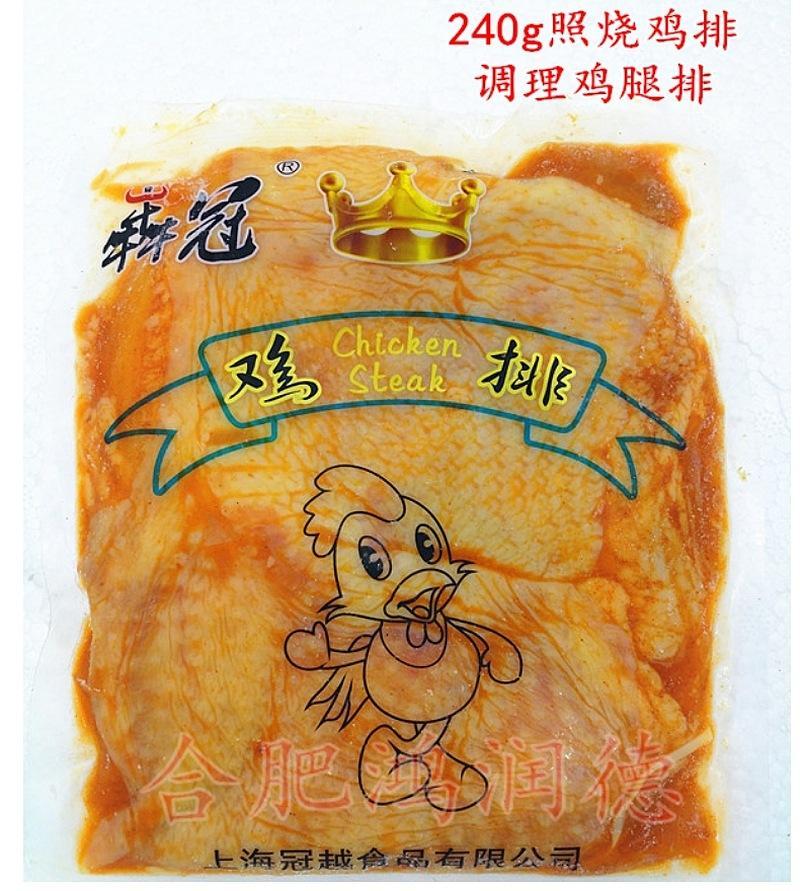 240g照烧鸡排
调理鸡腿排
犇冠®
Chicken
鸡 Steak 排
合肥鸿润德
上海冠越食品有限公司